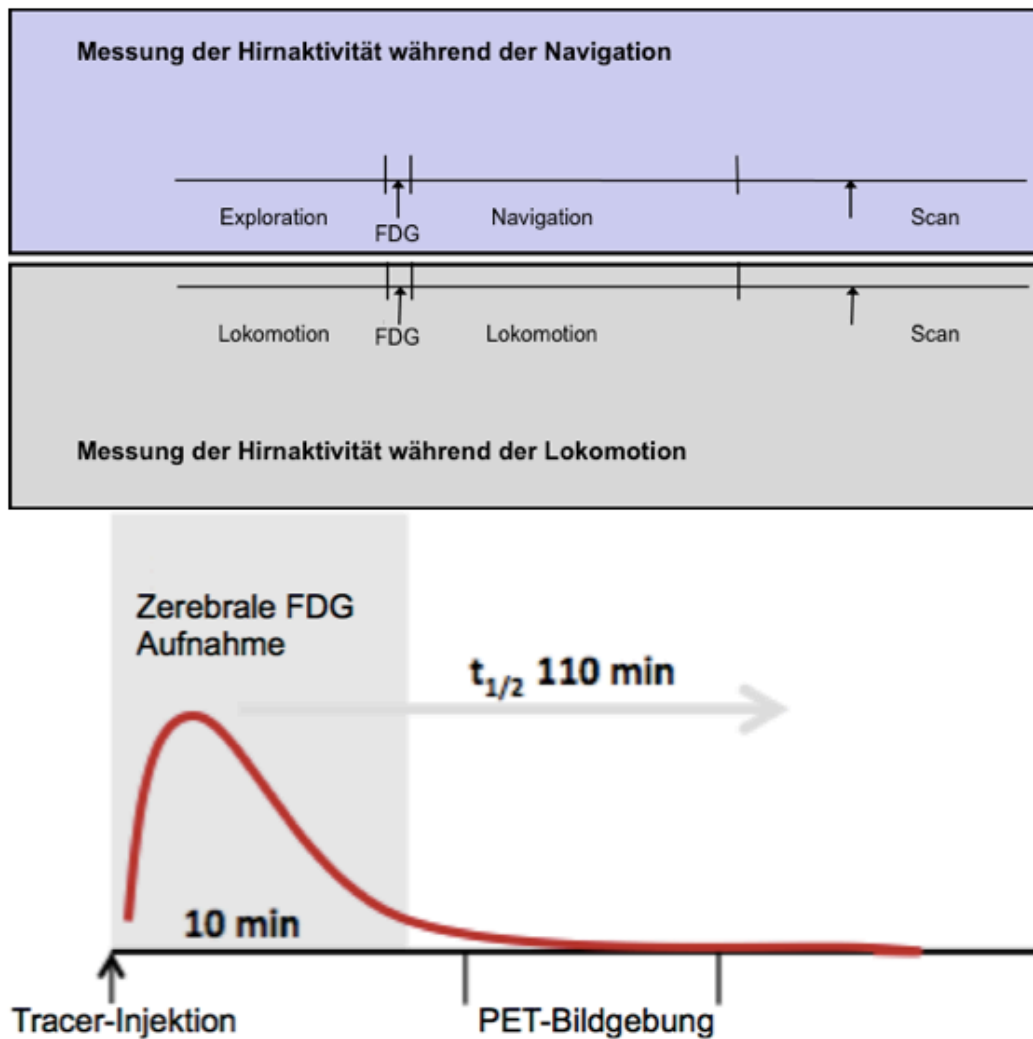 Messung der Hirnaktivität während der Navigation
Exploration FDG Navigation Scan
Lokomotion FDG Lokomotion Scan
Messung der Hirnaktivität während der Lokomotion
Zerebrale FDG
Aufnahme
t1/2 110 min
10 min
Tracer-Injektion PET-Bildgebung